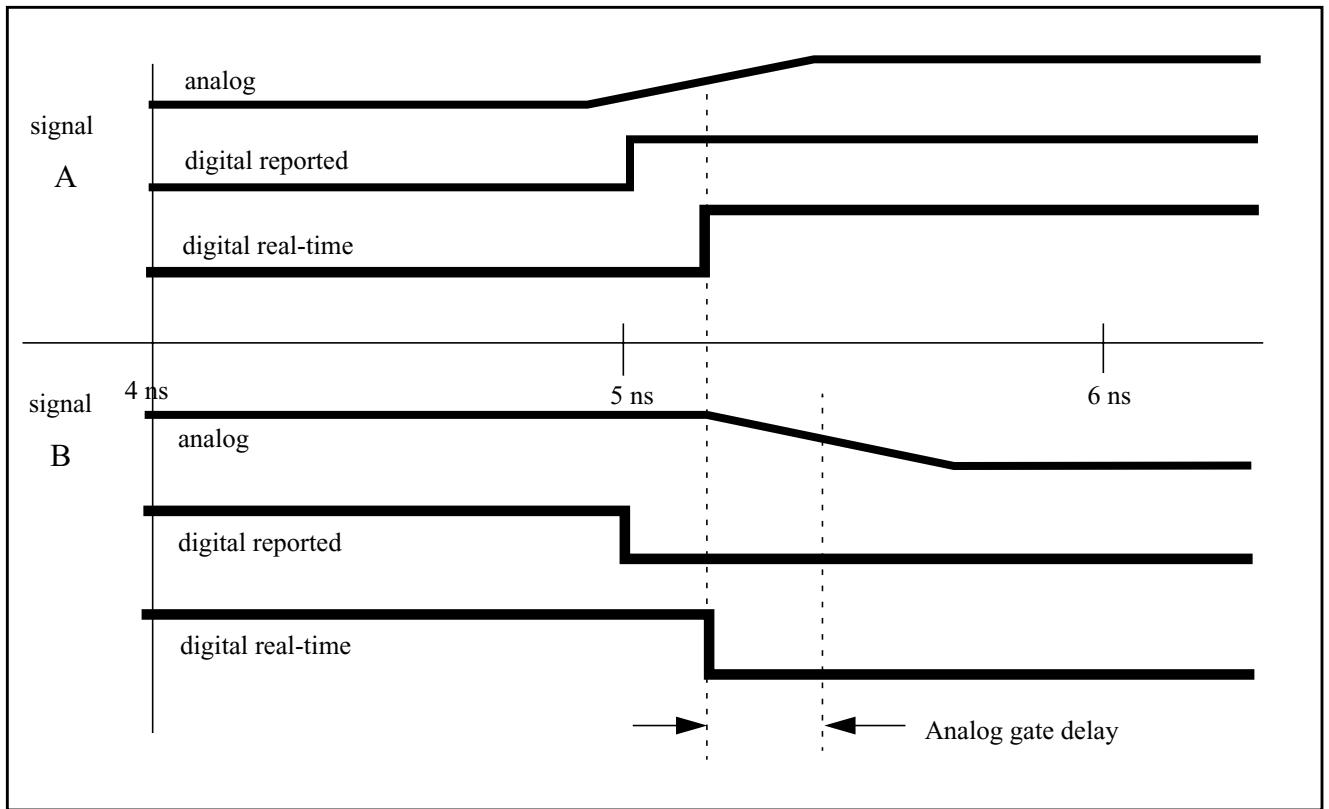 analog
signal
A
digital reported
digital real-time
4 ns
5 ns
6 ns
signal
B
analog
digital reported
digital real-time
Analog gate delay